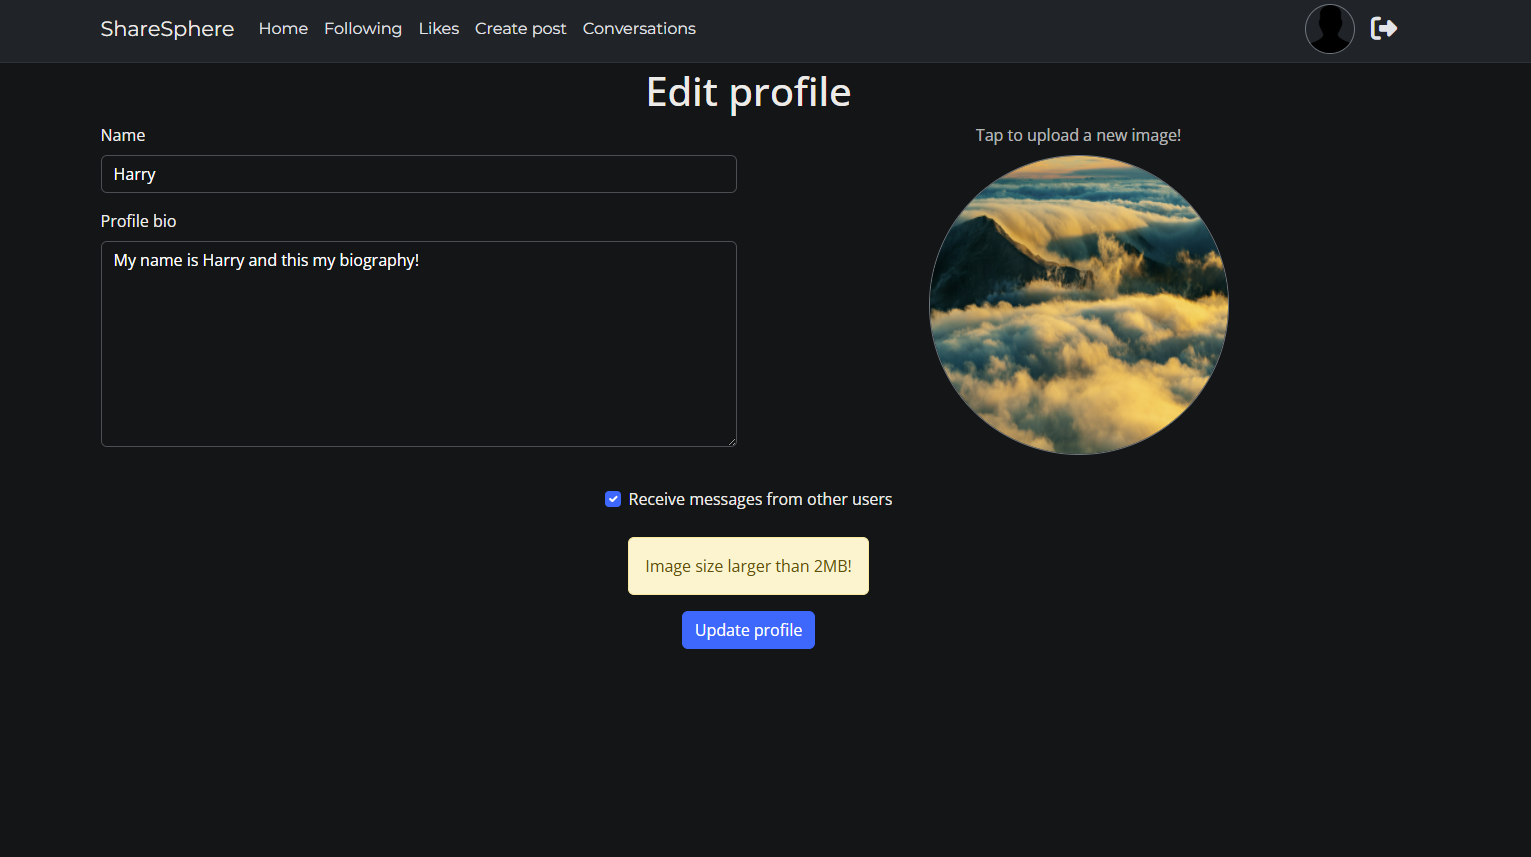 ShareSphere Home Following Likes Create post Conversations
Edit profile
Name
Harry
Profile bio
My name is Harry and this my biography!
Tap to upload a new image!
Receive messages from other users
Image size larger than 2MB!
Update profile